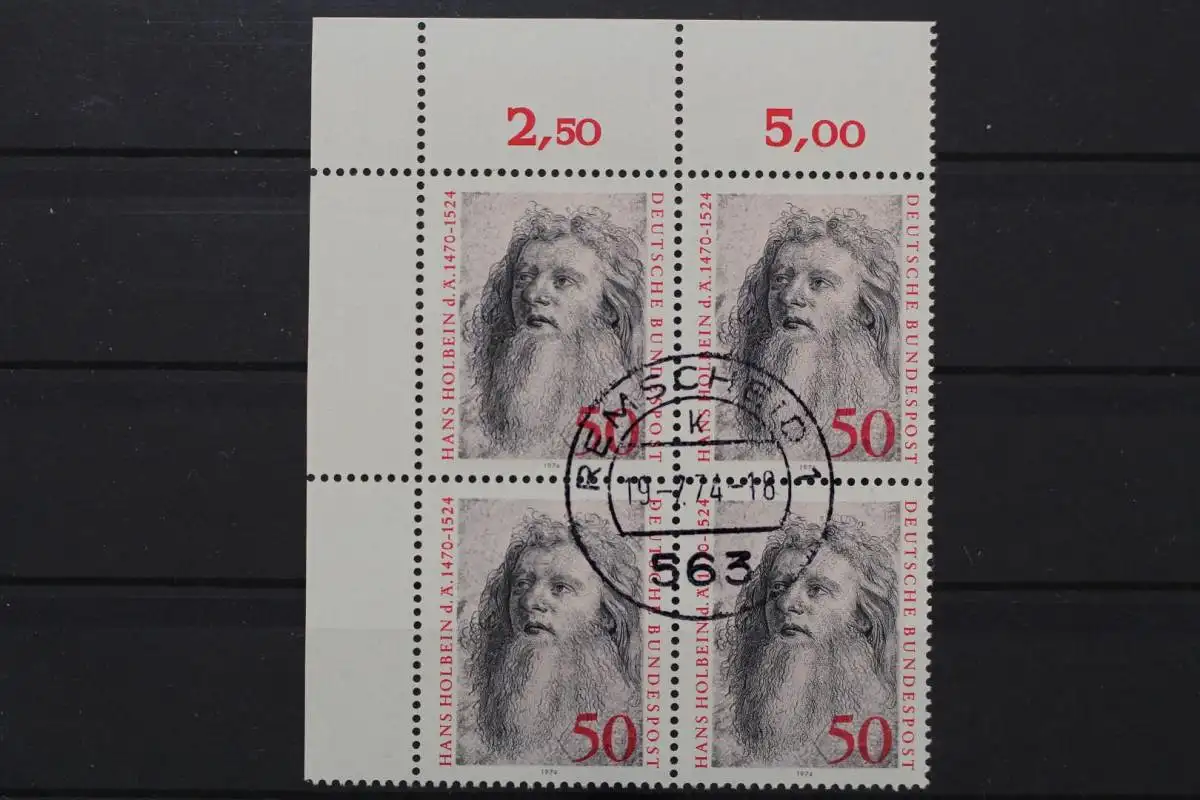 2,50
5,00
HANS HOLBEIN d. Ä. 1470-1524
DEUTSCHE BUNDESPOST
50
1974
HANS HOLBEIN d. Ä. 1470-1524
DEUTSCHE BUNDESPOST
50
1974
REMSCHEID 1
k
19-7.74-18
563
HANS HOLBEIN d. Ä. 1470-1524
DEUTSCHE BUNDESPOST
50
1974
HANS HOLBEIN d. Ä. 1470-1524
DEUTSCHE BUNDESPOST
50
1974